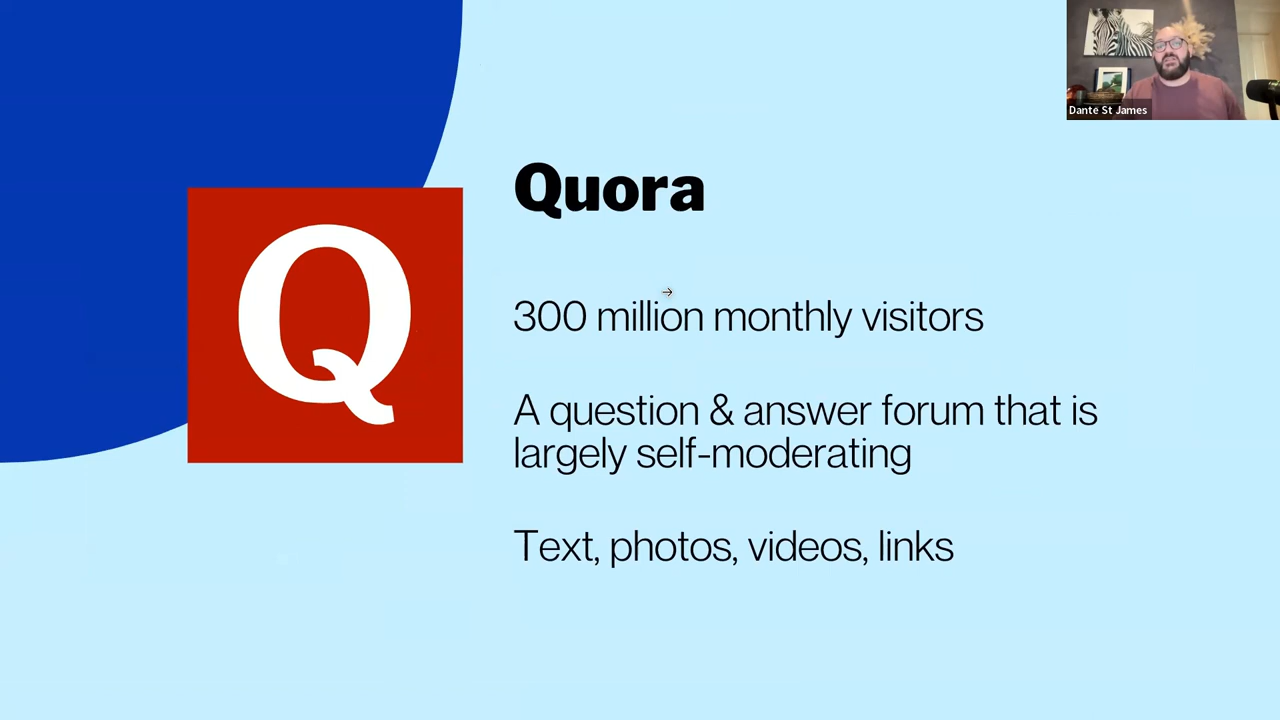 Dante St James
Quora
Q
300 million monthly visitors
A question & answer forum that is
largely self-moderating
Text, photos, videos, links